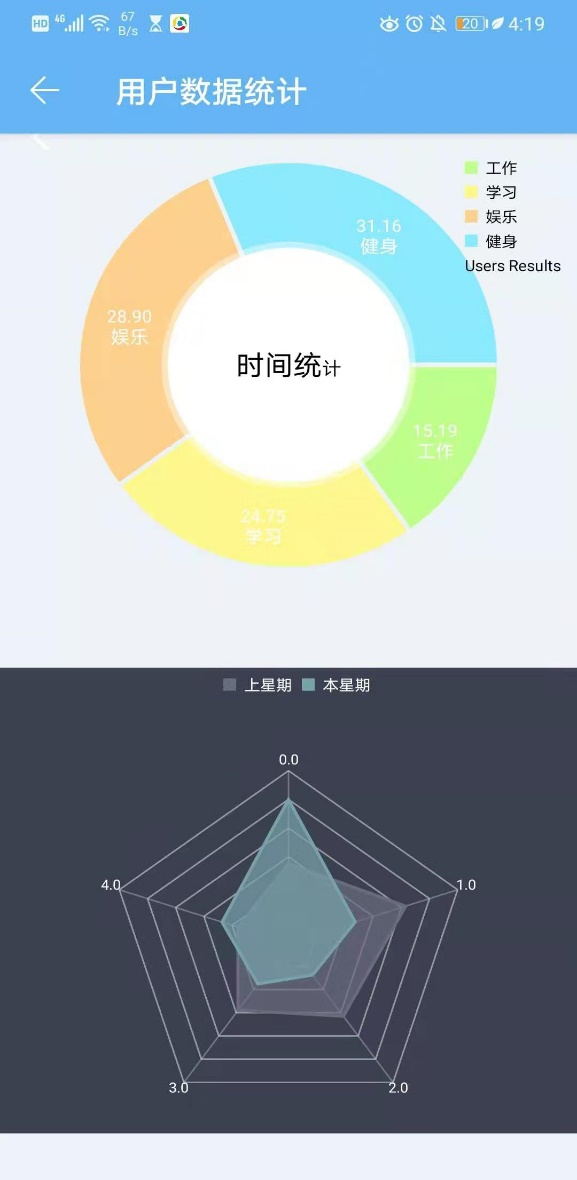 HD 4G 67 B/s 20 4:19
用户数据统计
工作
学习
娱乐
健身
Users Results
31.16
健身
28.90
娱乐
时间统计
15.19
工作
24.75
学习
上星期 本星期
0.0
4.0 1.0
3.0 2.0